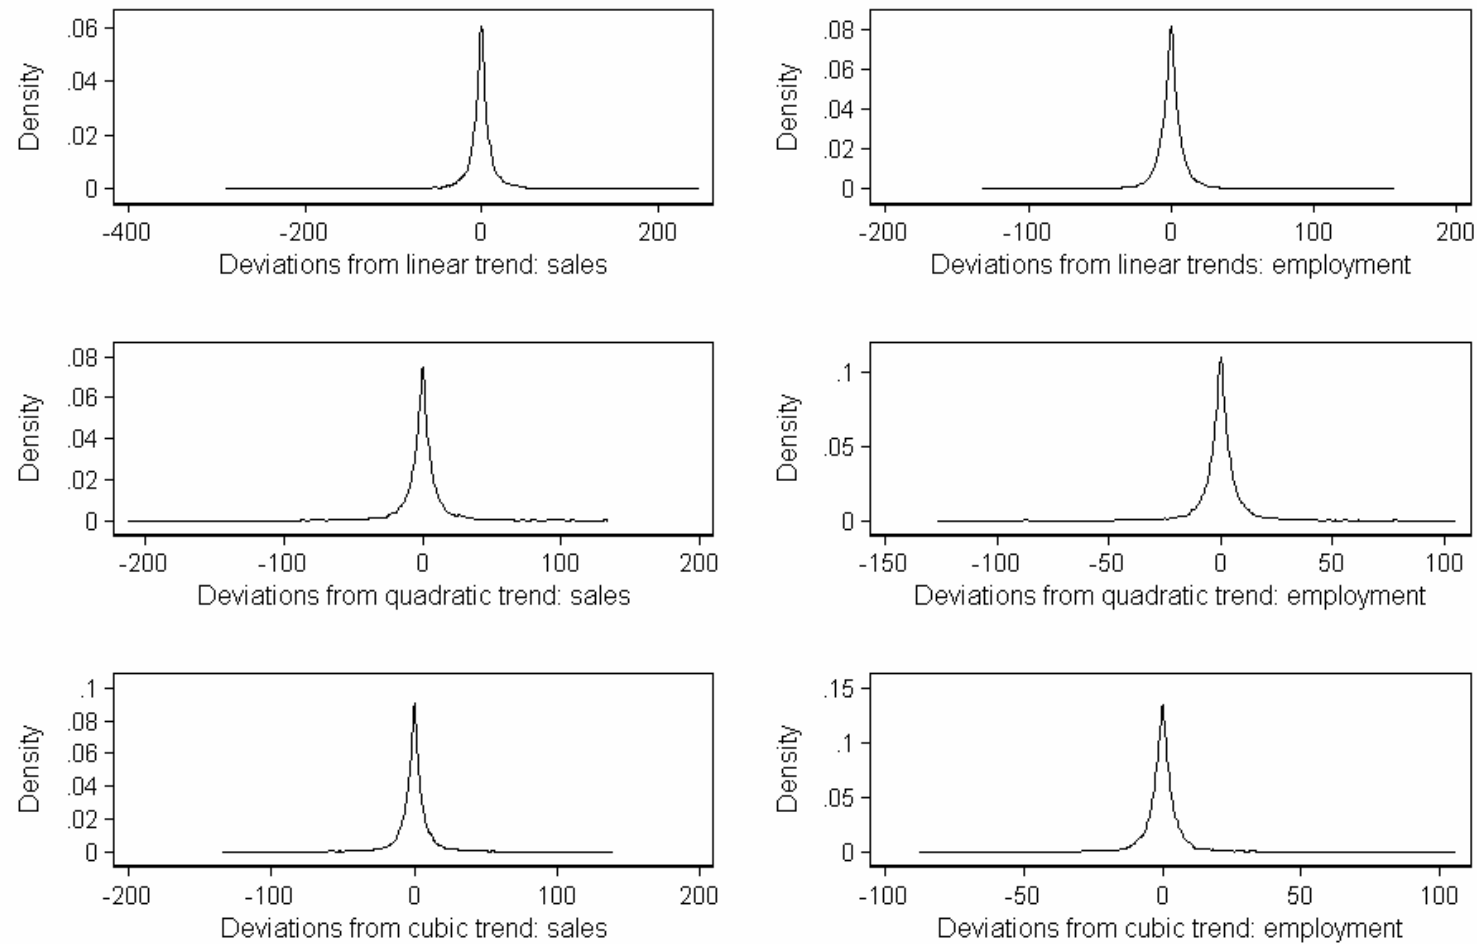 Density
.06
.04
.02
0
-400 -200 0 200
Deviations from linear trend: sales
Density
.08
.06
.04
.02
0
-200 -100 0 100 200
Deviations from linear trends: employment
Density
.08
.06
.04
.02
0
-200 -100 0 100 200
Deviations from quadratic trend: sales
Density
.1
.05
0
-150 -100 -50 0 50 100
Deviations from quadratic trend: employment
Density
.1
.08
.06
.04
.02
0
-200 -100 0 100 200
Deviations from cubic trend: sales
Density
.15
.1
.05
0
-100 -50 0 50 100
Deviations from cubic trend: employment